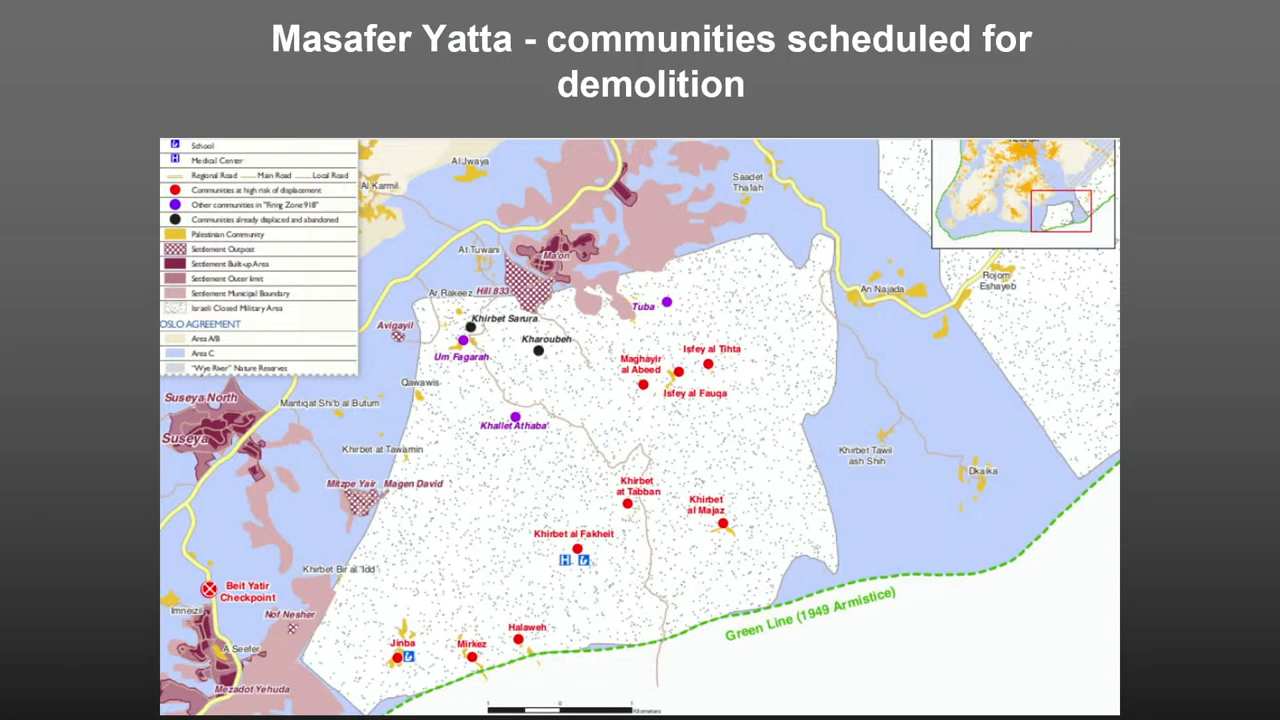 Masafer Yatta - communities scheduled for
demolition
School
Medical Center
Regional Road Main Road Local Road
Communities at high risk of displacement
Other communities in "Firing Zone 918"
Communities already displaced and abandoned
Palestinian Community
Settlement Outpost
Settlement Built-up Area
Settlement Outer limit
Settlement Municipal Boundary
Israeli Closed Military Area
OSLO AGREEMENT
Area A/B
Area C
"Wye River" Nature Reserves
Al Jwaya
Al Karmil
Saadet
Tha'lah
At Tuwani
Ma'on
Ar Rakeez
Hill 833
Rojom
Eshayeb
An Najada
Tuba
Khirbet Sarura
Avigayil
Kharoubeh
Um Fagarah
Isfey al Tihta
Maghayir
al Abeed
Isfey al Fauqa
Qawawis
Suseya North
Mantiqat Shi'b al Butum
Khallet Athaba'
Suseya
Khirbet at Tawamin
Khirbet Tawil
ash Shih
Dkaika
Mitzpe Yair
Magen David
Khirbet
at Tabban
Khirbet
al Majaz
Khirbet al Fakheit
H
Khirbet Bir al 'Idd
Beit Yatir
Checkpoint
Imneizil
Nof Nesher
Green Line (1949 Armistice)
Halaweh
Jinba
Mirkez
A Seefer
Mezadot Yehuda
1 0 1
Kilometers